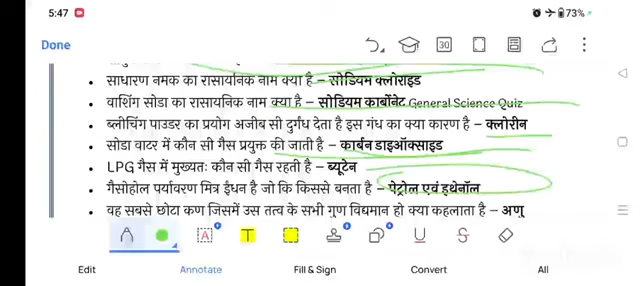 5:47
73%
Done
30
• साधारण नमक का रासायनिक नाम क्या है – सोडियम क्लोराइड
• वाशिंग सोडा का रासायनिक नाम क्या है – सोडियम कार्बोनेट General Science Quiz
• ब्लीचिंग पाउडर का प्रयोग अजीब सी दुर्गंध देता है इस गंध का क्या कारण है – क्लोरीन
• सोडा वाटर में कौन सी गैस प्रयुक्त की जाती है – कार्बन डाइऑक्साइड
• LPG गैस में मुख्यतः कौन सी गैस रहती है – ब्यूटेन
• गैसोहोल पर्यावरण मित्र ईंधन है जो कि किससे बनता है – पेट्रोल एवं इथेनॉल
• वह सबसे छोटा कण जिसमें उस तत्व के सभी गुण विद्यमान हो क्या कहलाता है – अणु
A T U S
Edit Annotate Fill & Sign Convert All